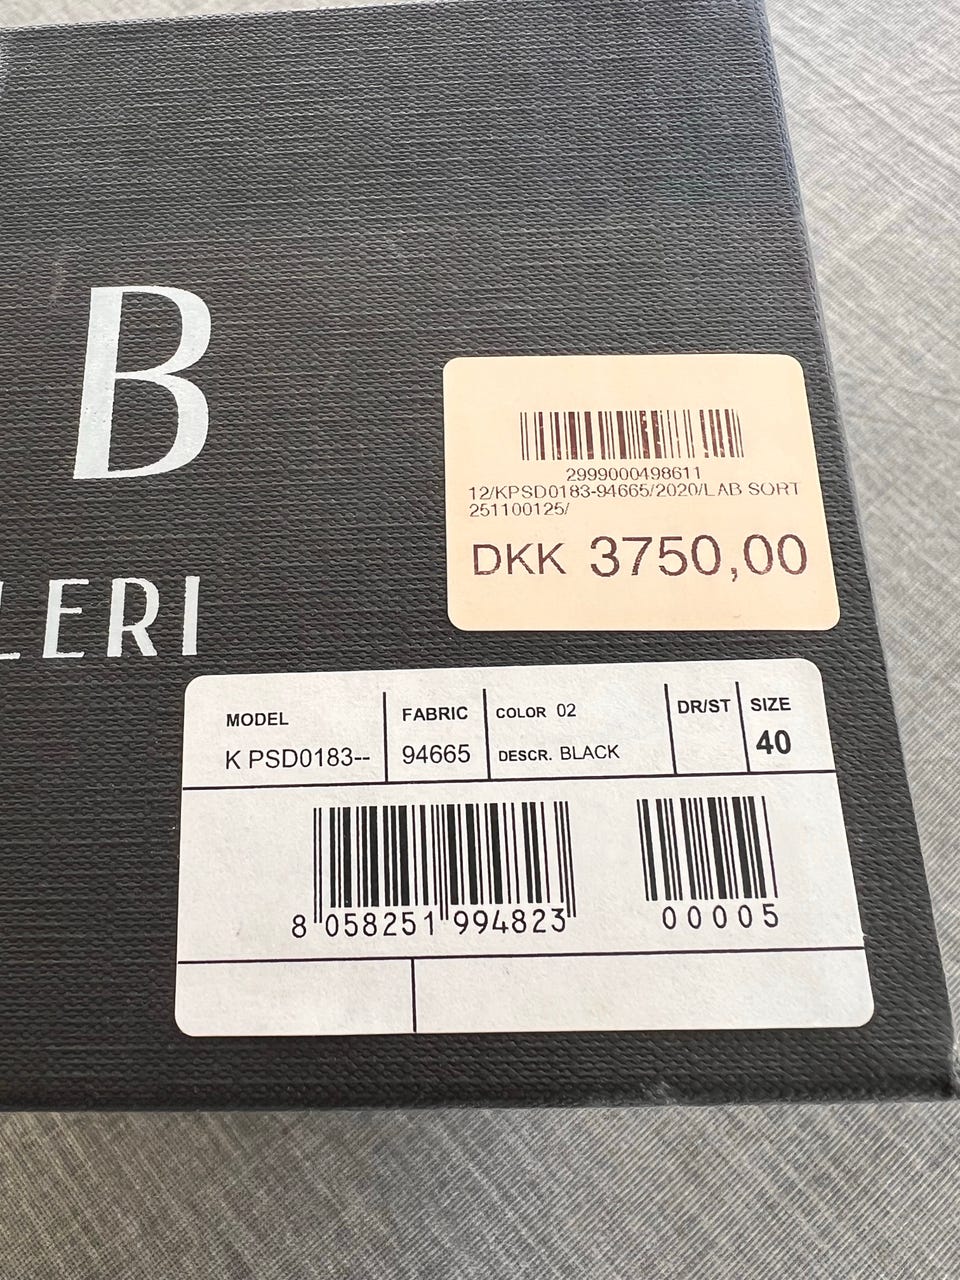 B
LERI
2999000498611
12/KPSD0183-94665/2020/LAB SORT
251100125/
DKK 3750,00
MODEL FABRIC COLOR 02 DR/ST SIZE
K PSD0183-- 94665 DESCR. BLACK 40
8 058251 994823 00005